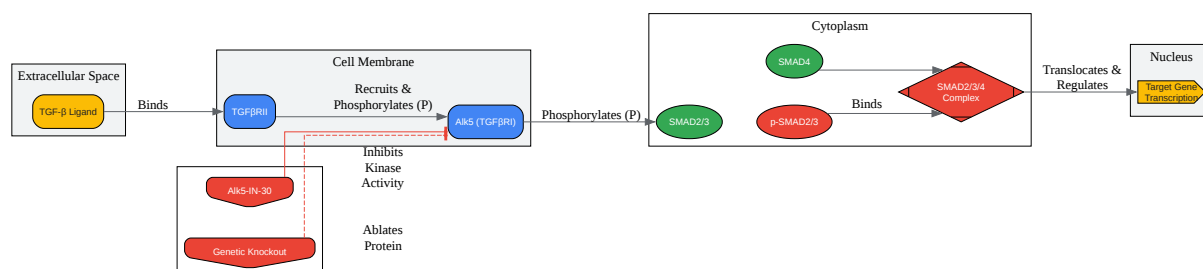 Extracellular Space
TGF-β Ligand
Binds
Cell Membrane
TGFβRII
Recruits &
Phosphorylates (P)
Alk5 (TGFβRI)
Inhibits
Kinase
Activity
Alk5-IN-30
Ablates
Protein
Genetic Knockout
Phosphorylates (P)
Cytoplasm
SMAD4
SMAD2/3
p-SMAD2/3
Binds
SMAD2/3/4
Complex
Translocates &
Regulates
Nucleus
Target Gene
Transcription